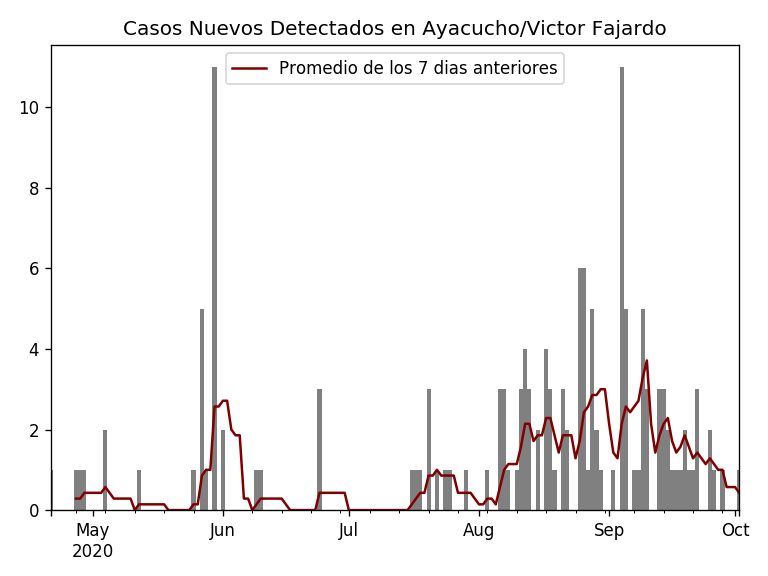 Casos Nuevos Detectados en Ayacucho/Victor Fajardo
Promedio de los 7 dias anteriores
10
8
6
4
2
0
May Jun Jul Aug Sep Oct
2020